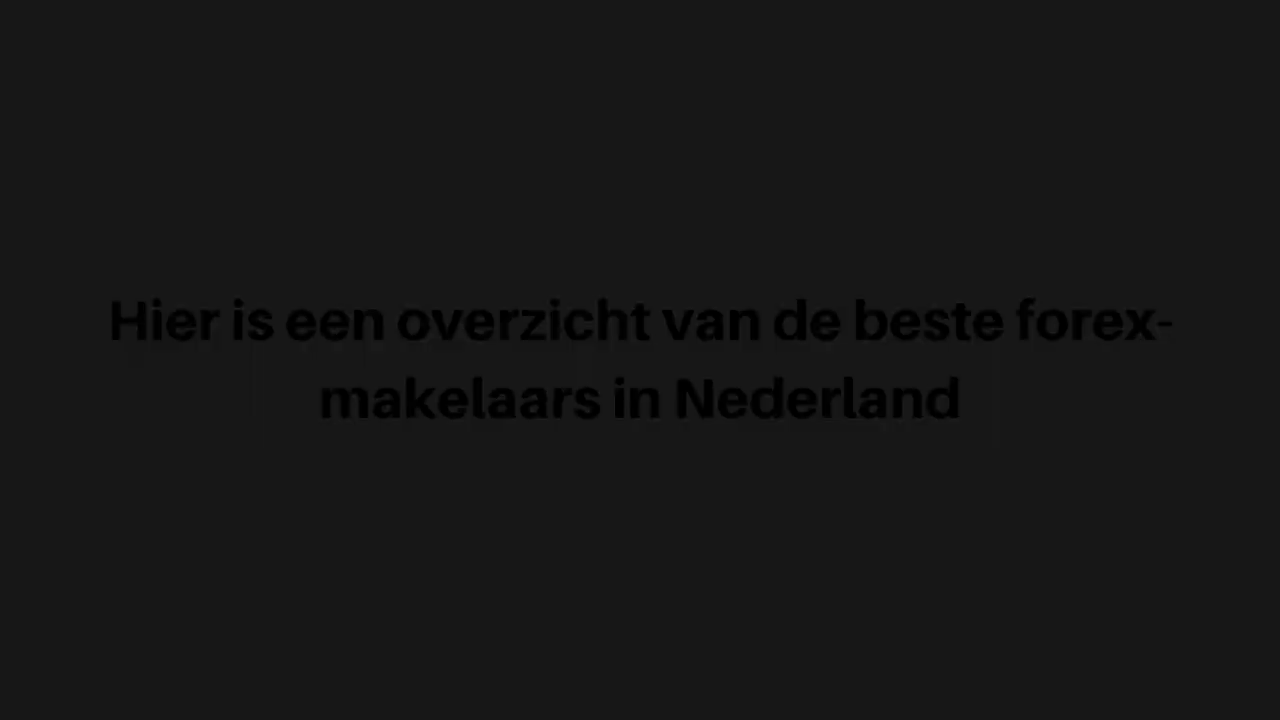 Hier is een overzicht van de beste forex-
makelaars in Nederland